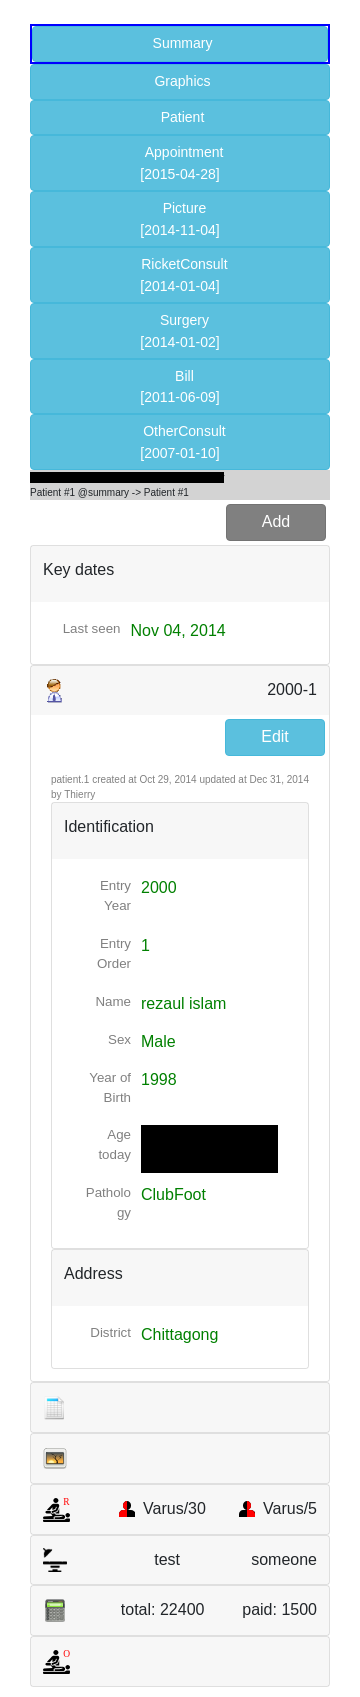 Summary
Graphics
Patient
Appointment
[2015-04-28]
Picture
[2014-11-04]
RicketConsult
[2014-01-04]
Surgery
[2014-01-02]
Bill
[2011-06-09]
OtherConsult
[2007-01-10]
Patient #1 @summary -> Patient #1
Add
Key dates
Last seen Nov 04, 2014
2000-1
Edit
patient.1 created at Oct 29, 2014 updated at Dec 31, 2014
by Thierry
Identification
Entry 2000
Year
Entry 1
Order
Name rezaul islam
Sex Male
Year of 1998
Birth
Age
today
Patholo ClubFoot
gy
Address
District Chittagong
R Varus/30 Varus/5
test someone
total: 22400 paid: 1500
O